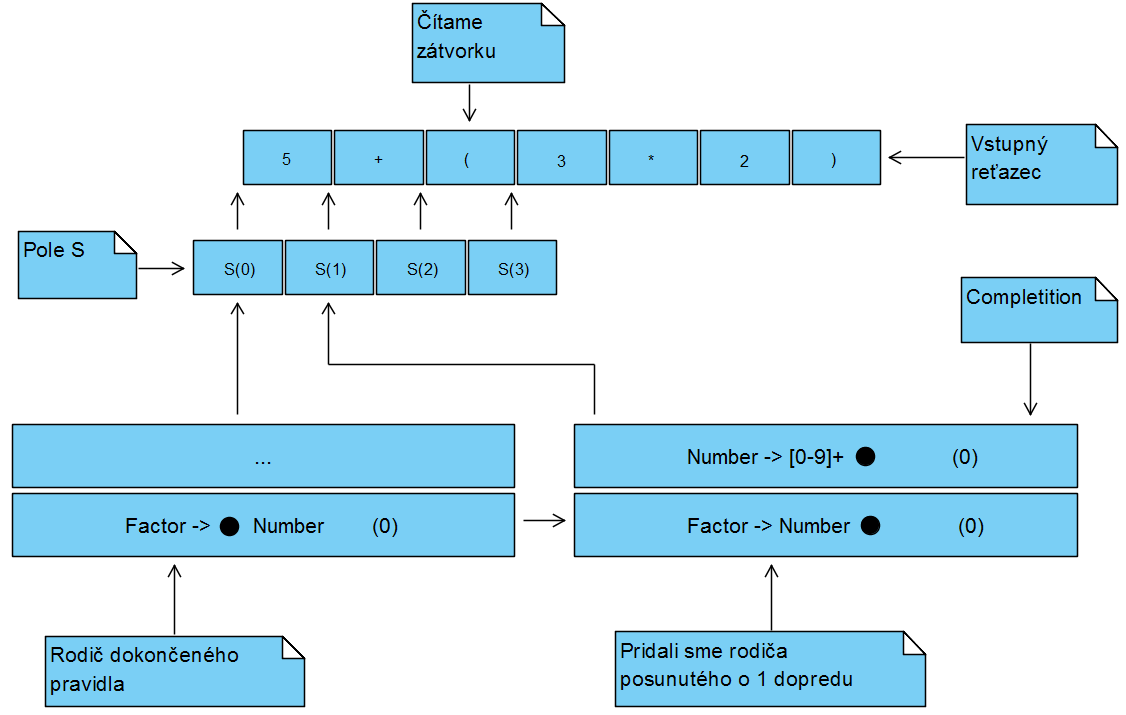 Čítame
zátvorku
5 + ( 3 * 2 )
Vstupný
reťazec
Pole S
S(0) S(1) S(2) S(3)
Completition
...
Factor -> ● Number (0)
Number -> [0-9]+ ● (0)
Factor -> Number ● (0)
Rodič dokončeného
pravidla
Pridali sme rodiča
posunutého o 1 dopredu